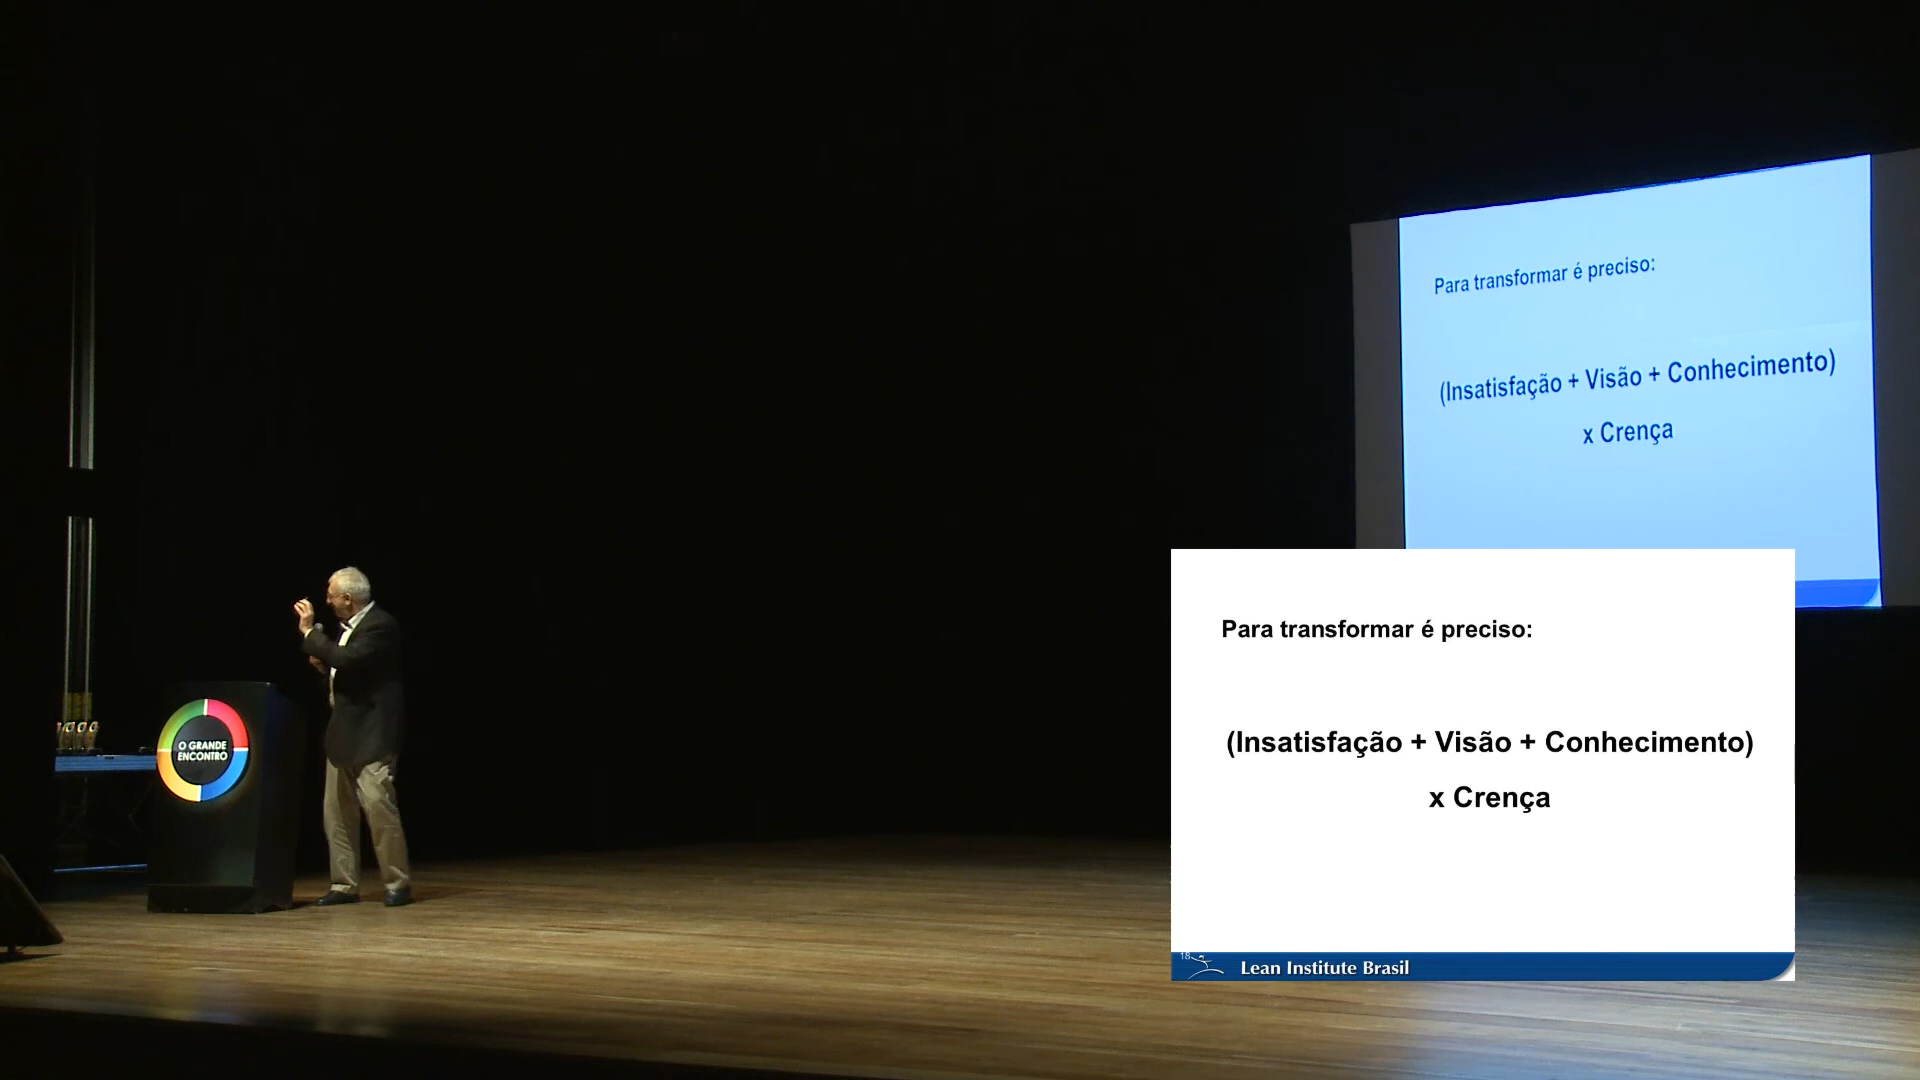 Para transformar é preciso:
(Insatisfação + Visão + Conhecimento)
x Crença
O GRANDE
ENCONTRO
Para transformar é preciso:
(Insatisfação + Visão + Conhecimento)
x Crença
18
Lean Institute Brasil